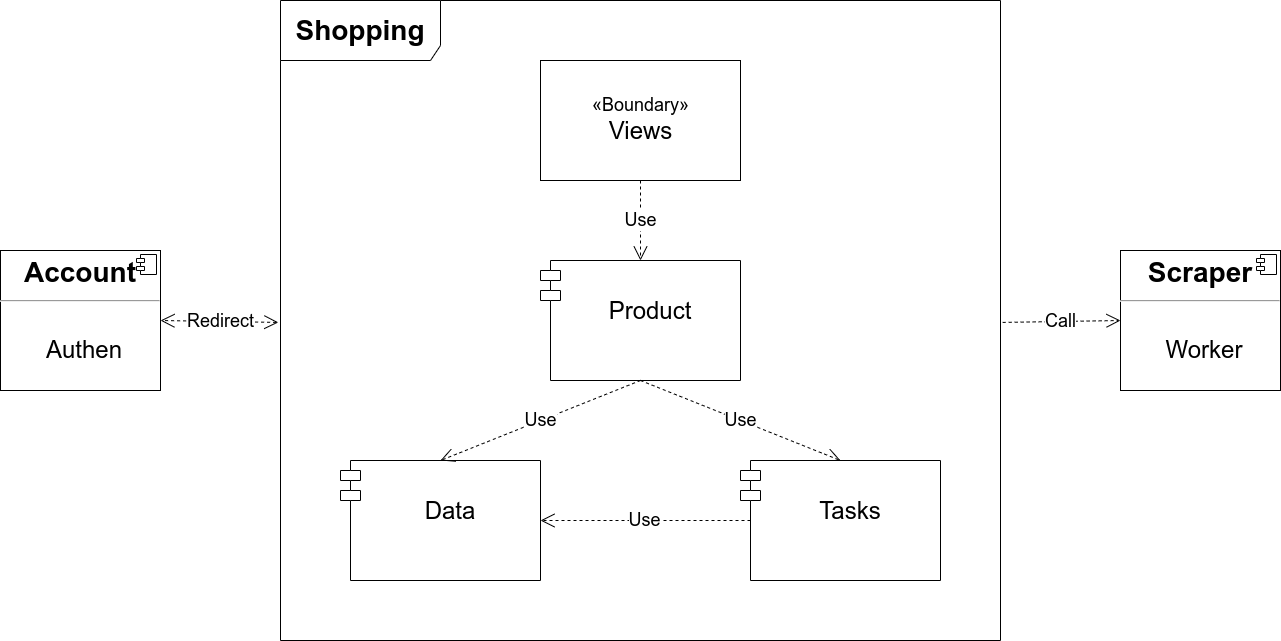 Shopping
«Boundary»
Views
Use
Account
Authen
Redirect
Product
Call
Scraper
Worker
Use
Use
Data
Use
Tasks